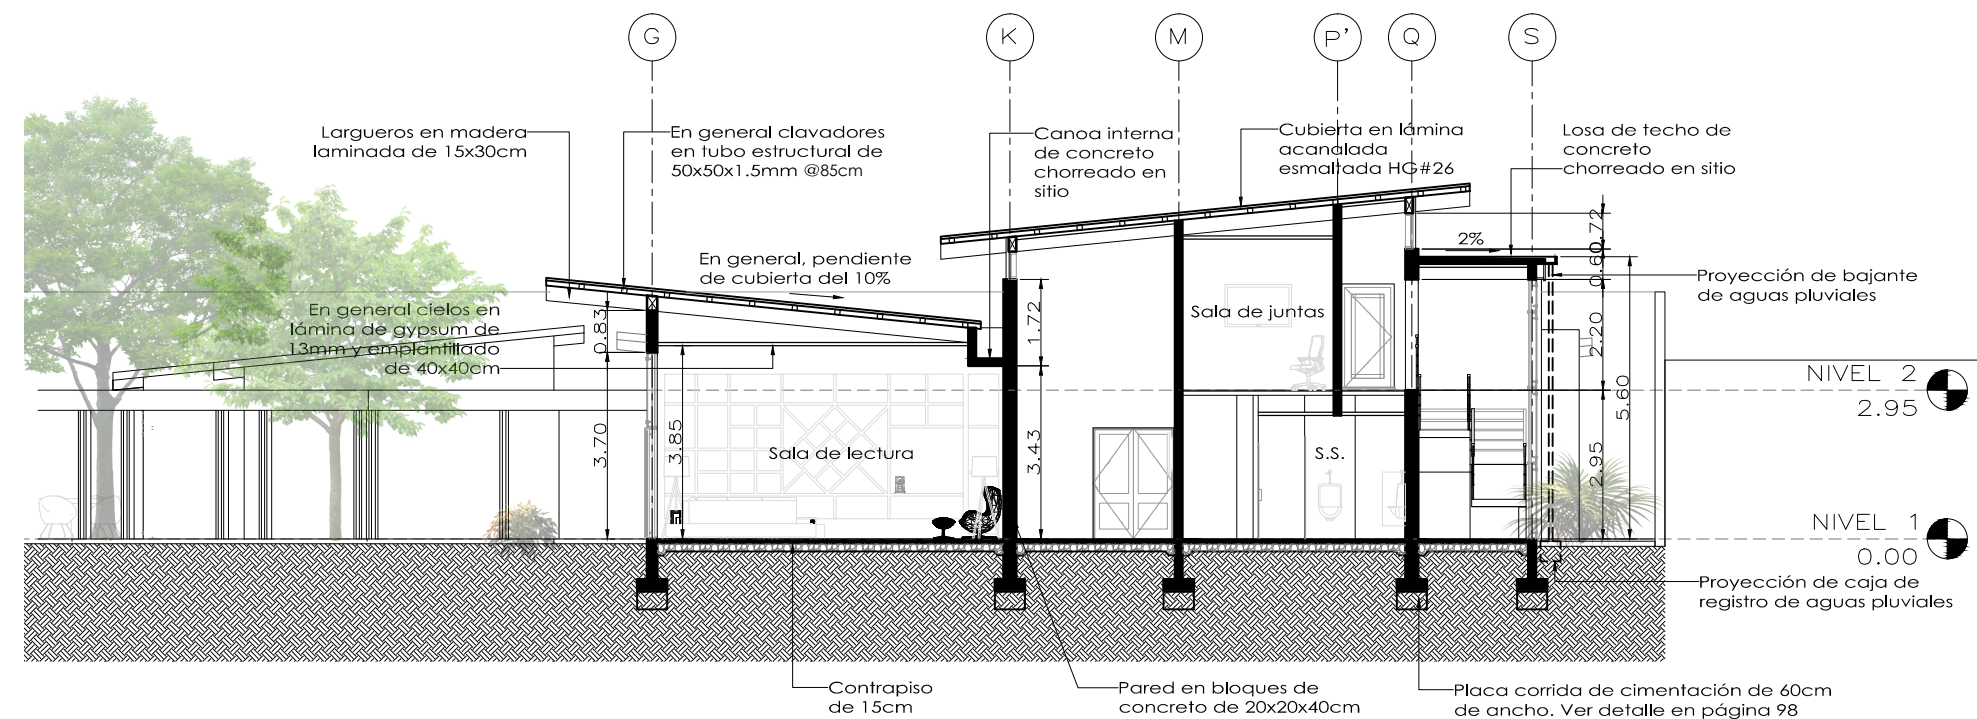 G
K
M
P'
Q
S
Largueros en madera
laminada de 15x30cm
En general clavadores
en tubo estructural de
50x50x1.5mm @85cm
Canoa interna
de concreto
chorreado en
sitio
Cubierta en lámina
acanalada
esmaltada HG#26
Losa de techo de
concreto
chorreado en sitio
En general, pendiente
de cubierta del 10%
2%
0.72
0.60
Proyección de bajante
de aguas pluviales
En general cielos en
lámina de gypsum de
13mm y emplantillado
de 40x40cm
0.83
1.72
Sala de juntas
2.20
NIVEL 2
2.95
5.60
3.70
3.85
Sala de lectura
3.43
S.S.
2.95
NIVEL 1
0.00
Proyección de caja de
registro de aguas pluviales
Contrapiso
de 15cm
Pared en bloques de
concreto de 20x20x40cm
Placa corrida de cimentación de 60cm
de ancho. Ver detalle en página 98